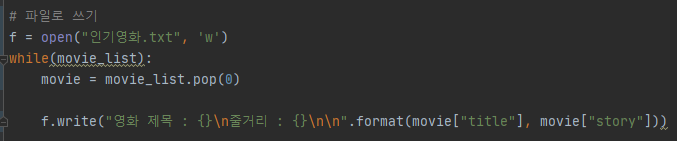 # 파일로 쓰기
f = open("인기영화.txt", 'w')
while(movie_list):
movie = movie_list.pop(0)
f.write("영화 제목 : {}\n줄거리 : {}\n\n".format(movie["title"], movie["story"]))